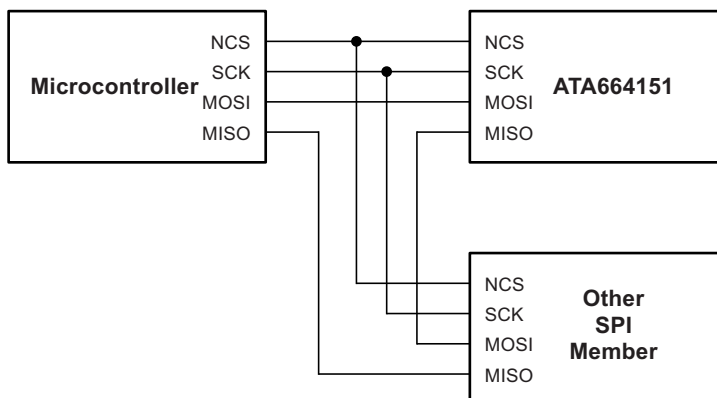 Microcontroller
NCS
SCK
MOSI
MISO
NCS
SCK
MOSI
MISO
ATA664151
NCS
SCK
MOSI
MISO
Other
SPI
Member